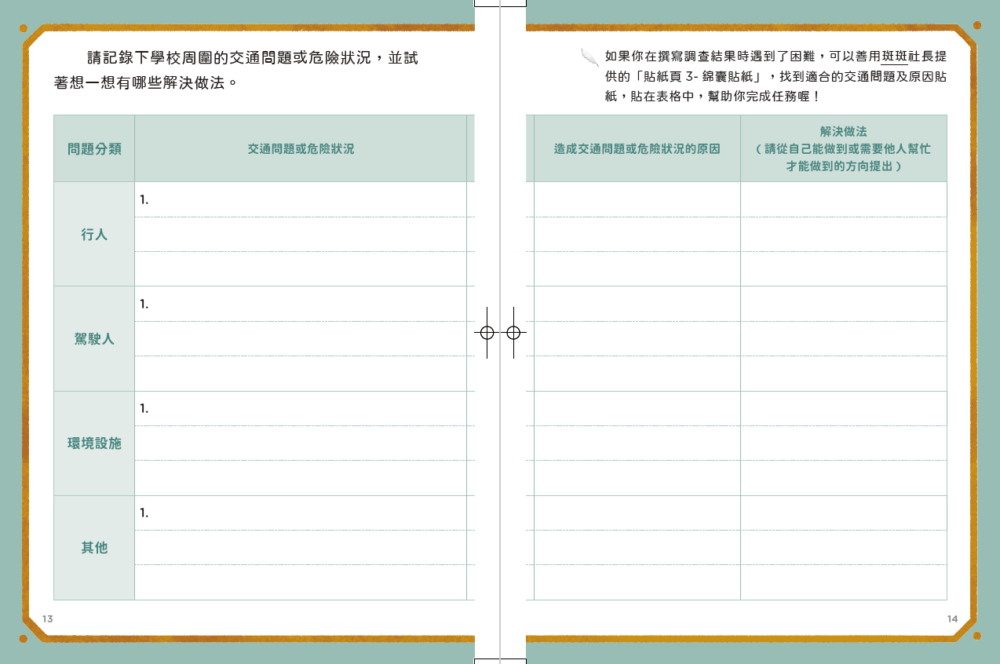 請記錄下學校周圍的交通問題或危險狀況，並試
著想一想有哪些解決做法。
問題分類
交通問題或危險狀況
行人
1.
駕駛人
1.
環境設施
1.
其他
1.
13
如果你在撰寫調查結果時遇到了困難，可以善用斑斑社長提
供的「貼紙頁 3- 錦囊貼紙」，找到適合的交通問題及原因貼
紙，貼在表格中，幫助你完成任務喔！
造成交通問題或危險狀況的原因
解決做法
（請從自己能做到或需要他人幫忙
才能做到的方向提出）
14